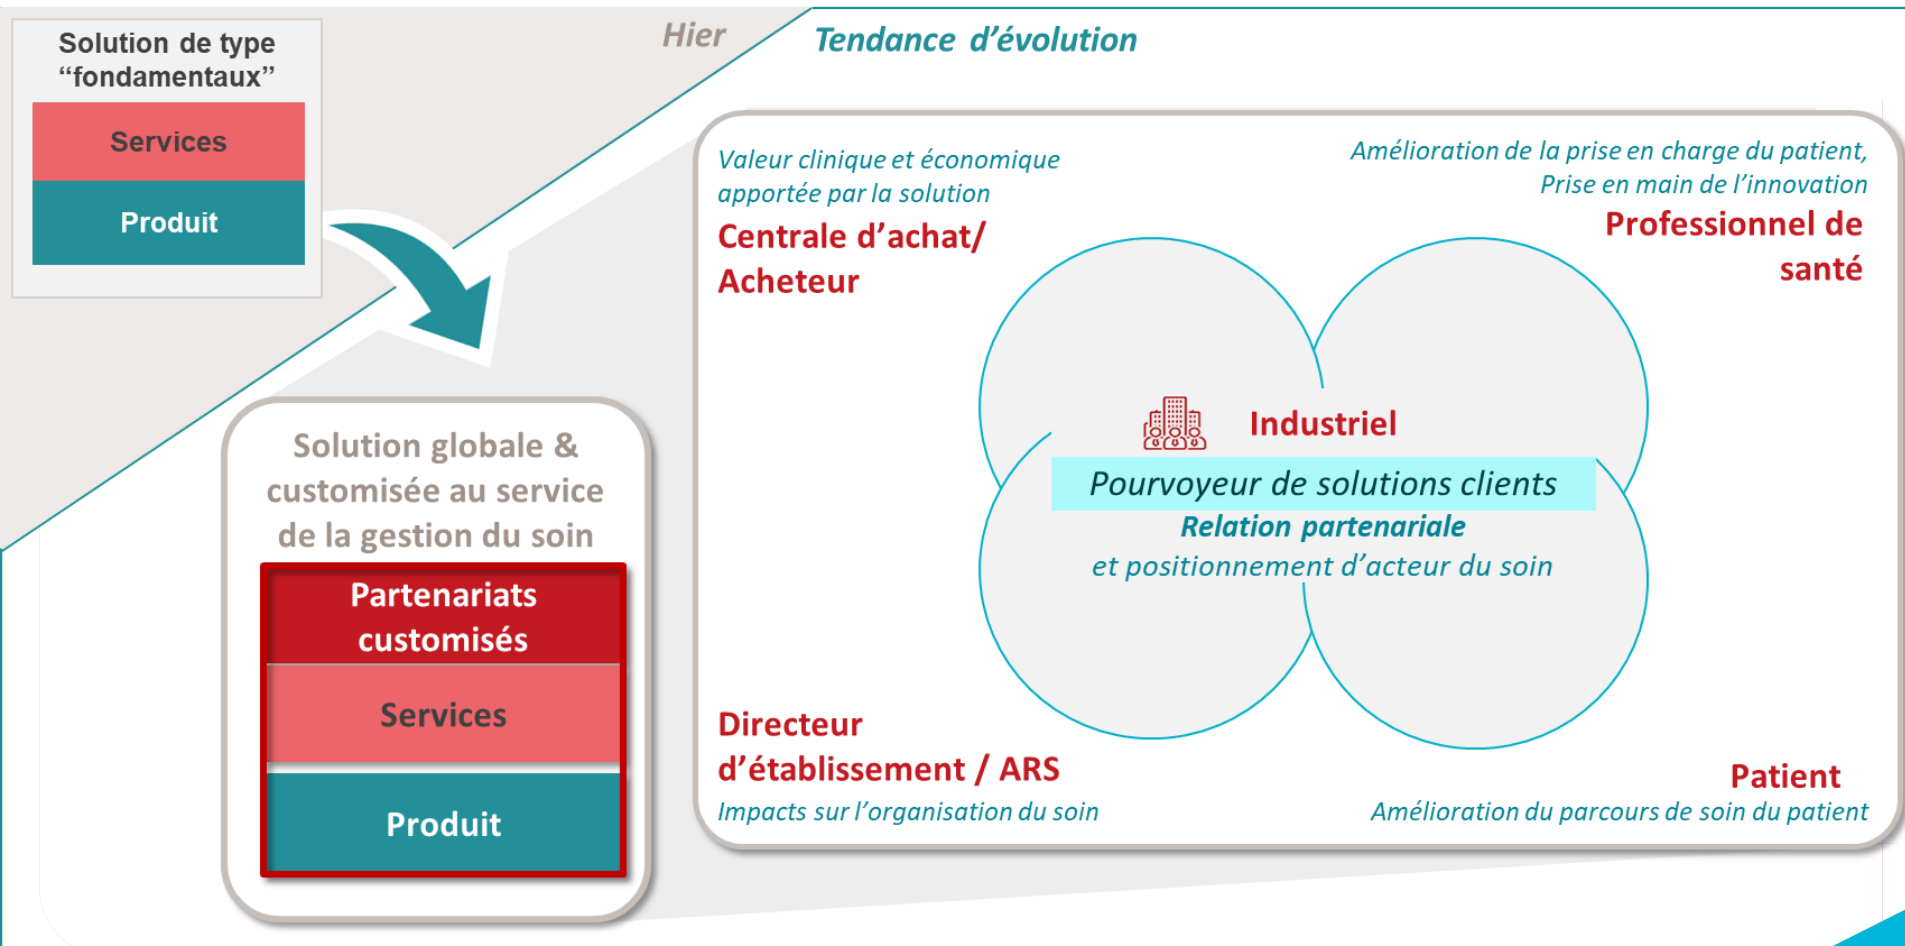 Solution de type
“fondamentaux”
Services
Produit
Hier
Tendance d’évolution
Solution globale &
customisée au service
de la gestion du soin
Partenariats
customisés
Services
Produit
Valeur clinique et économique
apportée par la solution
Centrale d’achat/
Acheteur
Amélioration de la prise en charge du patient,
Prise en main de l’innovation
Professionnel de
santé
Industriel
Pourvoyeur de solutions clients
Relation partenariale
et positionnement d’acteur du soin
Directeur
d’établissement / ARS
Impacts sur l’organisation du soin
Patient
Amélioration du parcours de soin du patient